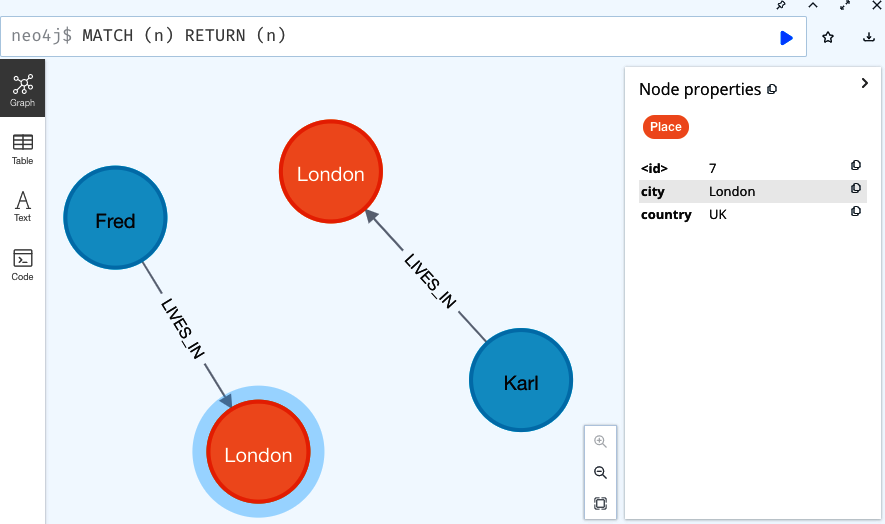 neo4j$ MATCH (n) RETURN (n)
Graph
Table
Text
Code
Fred
London
LIVES_IN
LIVES_IN
Karl
London
Node properties
Place
<id> 7
city London
country UK